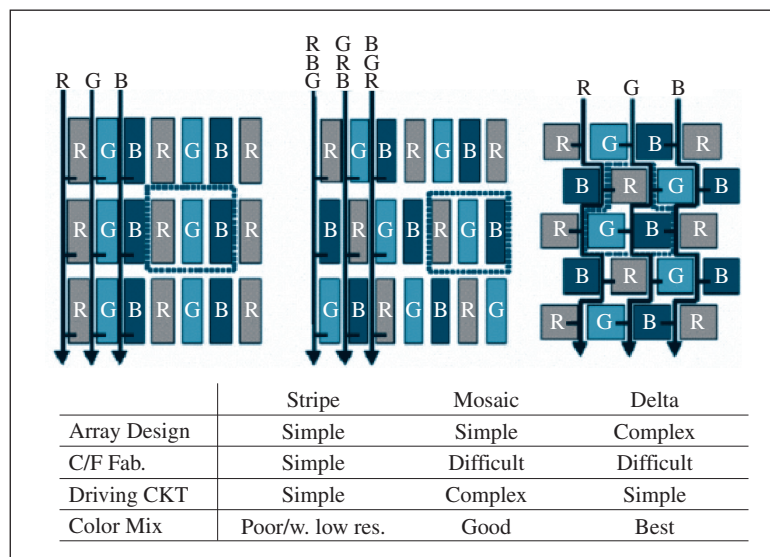 R G B
R G B
B R G
G B R
R G B
R G B R G B R
R G B R G B R
R G B R G B R
R G B R G B R
B R G B R G B
G B R G B R G
R G B R
B R G B
R G B R
B R G B
R G B R
Stripe Mosaic Delta
Array Design Simple Simple Complex
C/F Fab. Simple Difficult Difficult
Driving CKT Simple Complex Simple
Color Mix Poor/w. low res. Good Best